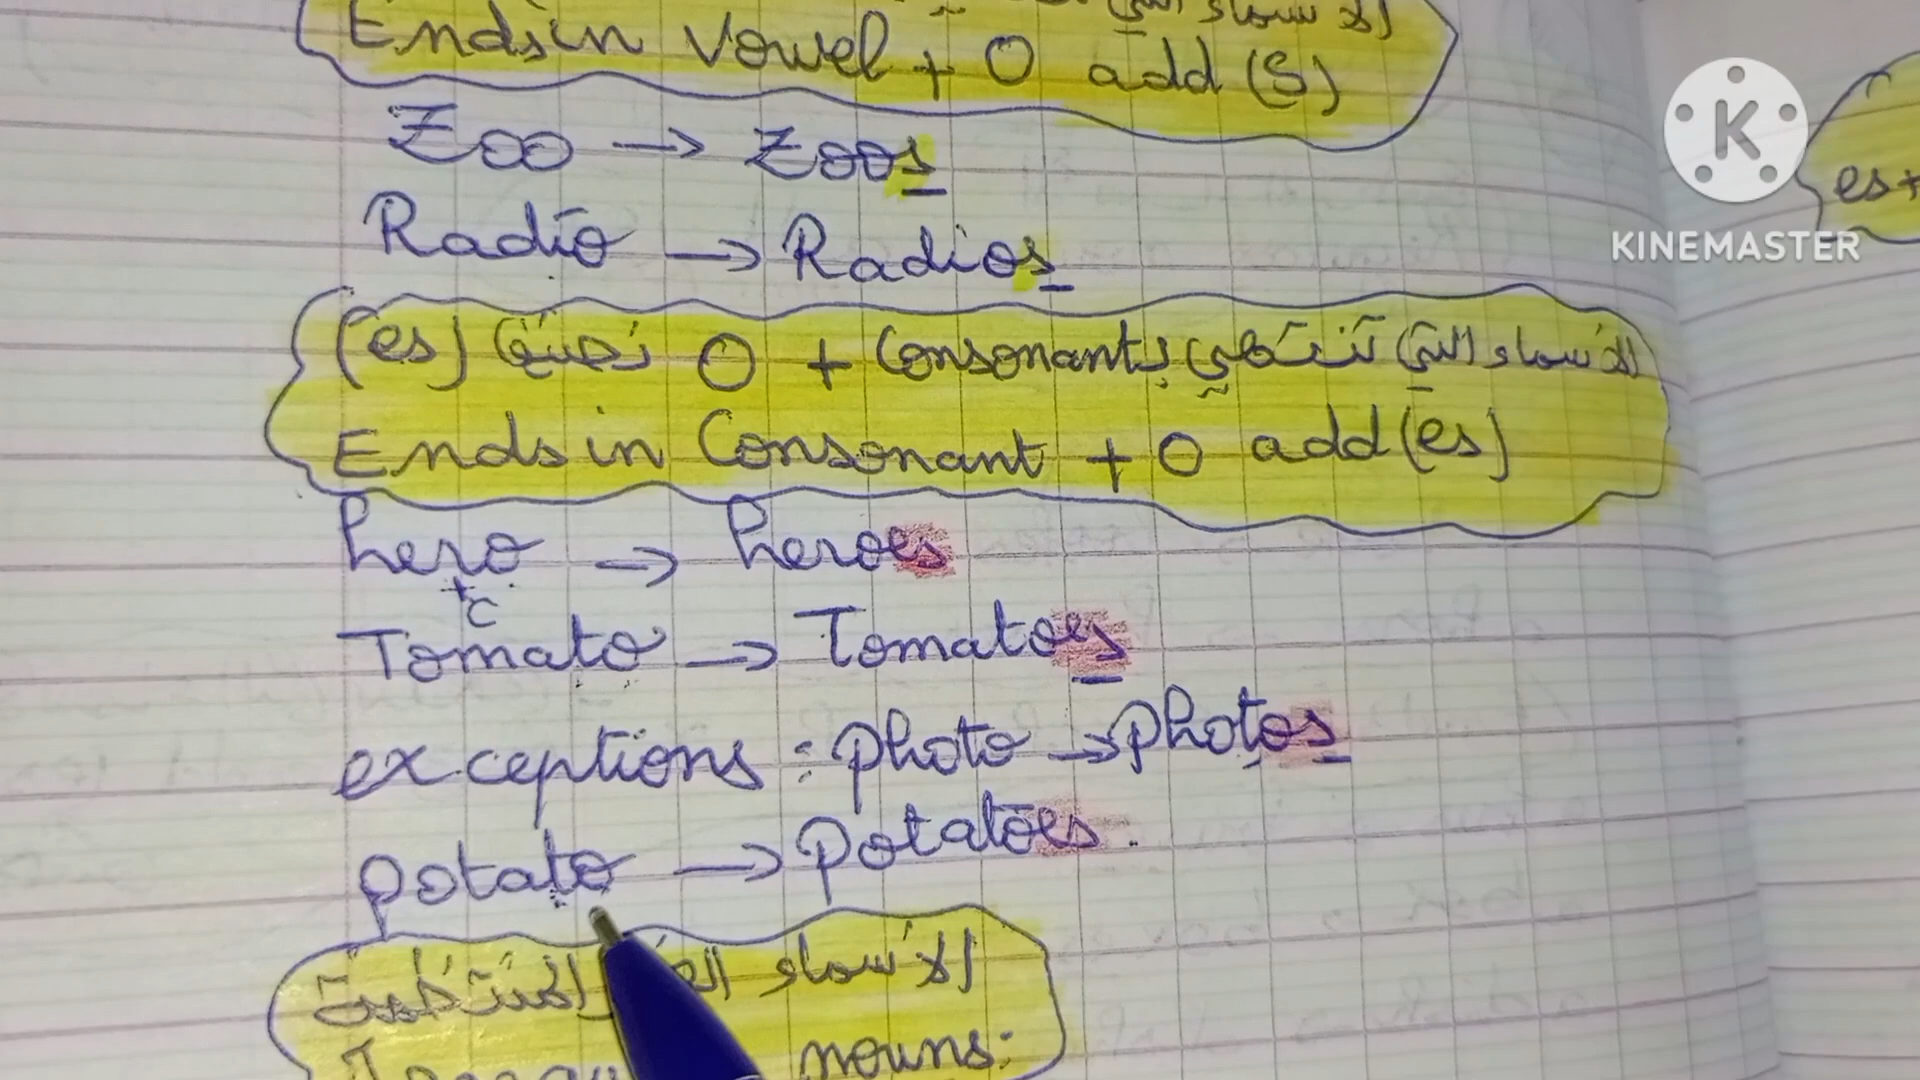 الأسماء التي
Ends in vowel + O add (S)
Zoo → Zoos
Radio → Radios
الأسماء التي تنتهي بـ Consonant + O نضيف (es)
Ends in Consonant + O add (es)
hero → heroes
+c
Tomato → Tomatoes
exceptions : photo → photos
potato → potatoes.
الأسماء المنتظمة
nouns:
K
KINEMASTER
es+